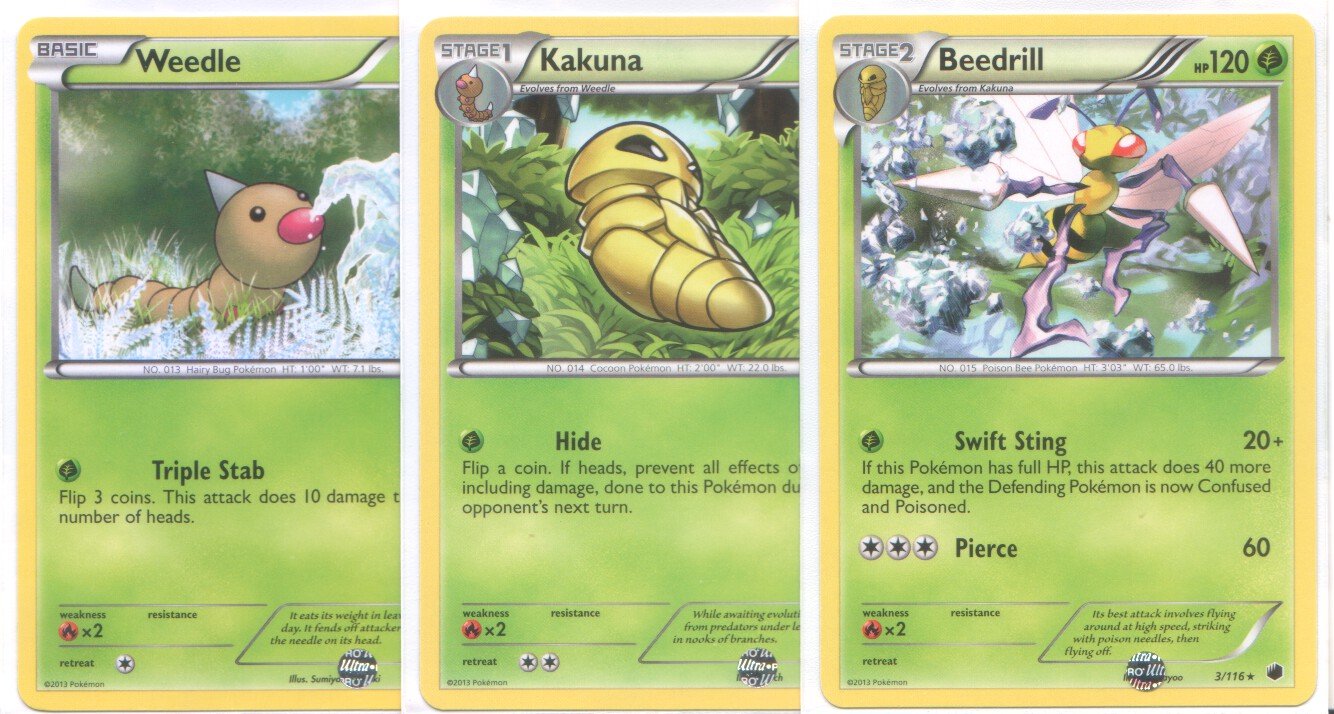 BASIC
Weedle
NO. 013 Hairy Bug Pokémon HT: 1'00" WT: 7.1 lbs.
Triple Stab
Flip 3 coins. This attack does 10 damage t
number of heads.
weakness
resistance
×2
It eats its weight in leav
day. It fends off attacker
the needle on its head.
retreat
Ultra
©2013 Pokémon
Illus.
STAGE1
Kakuna
Evolves from Weedle
NO. 014 Cocoon Pokémon HT: 2'00" WT: 22.0 lbs.
Hide
Flip a coin. If heads, prevent all effects o
including damage, done to this Pokémon du
opponent's next turn.
weakness
resistance
×2
While awaiting evoluti
from predators under le
in nooks of branches.
retreat
Ultra
©2013 Pokémon
STAGE2
Beedrill
HP120
Evolves from Kakuna
NO. 015 Poison Bee Pokémon HT: 3'03" WT: 65.0 lbs.
Swift Sting 20+
If this Pokémon has full HP, this attack does 40 more
damage, and the Defending Pokémon is now Confused
and Poisoned.
Pierce 60
weakness
resistance
×2
Its best attack involves flying
around at high speed, striking
with poison needles, then
flying off.
retreat
©2013 Pokémon
3/116